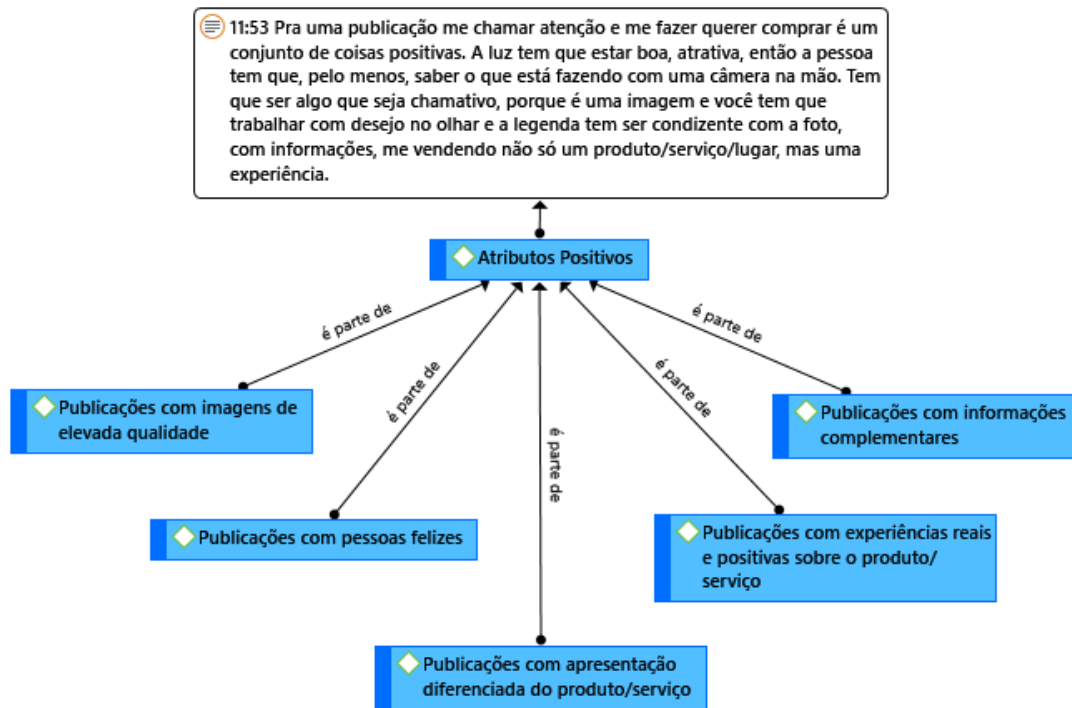 11:53 Pra uma publicação me chamar atenção e me fazer querer comprar é um
conjunto de coisas positivas. A luz tem que estar boa, atrativa, então a pessoa
tem que, pelo menos, saber o que está fazendo com uma câmera na mão. Tem
que ser algo que seja chamativo, porque é uma imagem e você tem que
trabalhar com desejo no olhar e a legenda tem ser condizente com a foto,
com informações, me vendendo não só um produto/serviço/lugar, mas uma
experiência.
Atributos Positivos
é parte de
é parte de
é parte de
é parte de
é parte de
Publicações com imagens de
elevada qualidade
Publicações com informações
complementares
Publicações com pessoas felizes
Publicações com experiências reais
e positivas sobre o produto/
serviço
Publicações com apresentação
diferenciada do produto/serviço